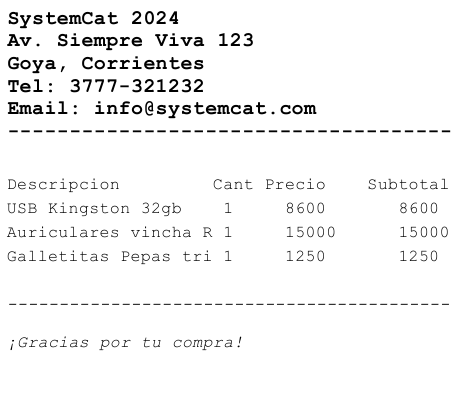 SystemCat 2024
Av. Siempre Viva 123
Goya, Corrientes
Tel: 3777-321232
Email: info@systemcat.com
------------------------------------
Descripcion Cant Precio Subtotal
USB Kingston 32gb 1 8600 8600
Auriculares vincha R 1 15000 15000
Galletitas Pepas tri 1 1250 1250
------------------------------------------
¡Gracias por tu compra!